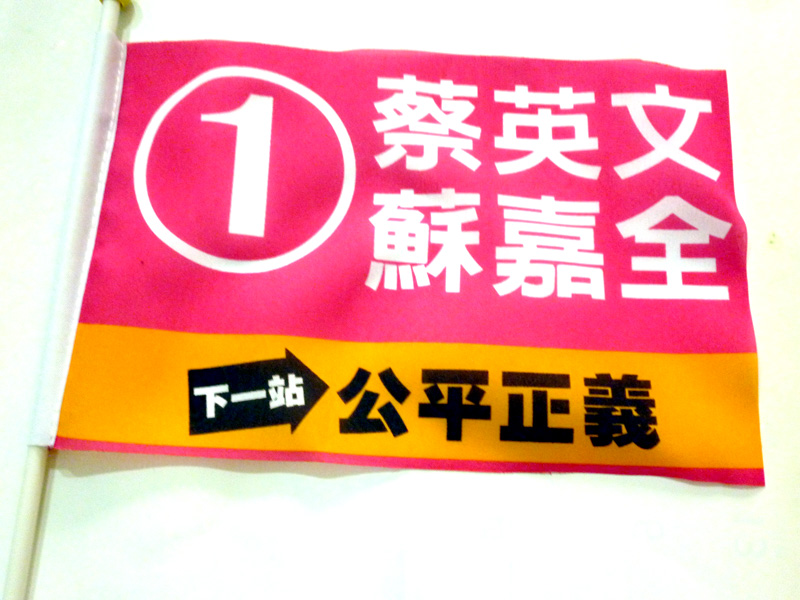 ①
蔡英文
蘇嘉全
下一站
公平正義